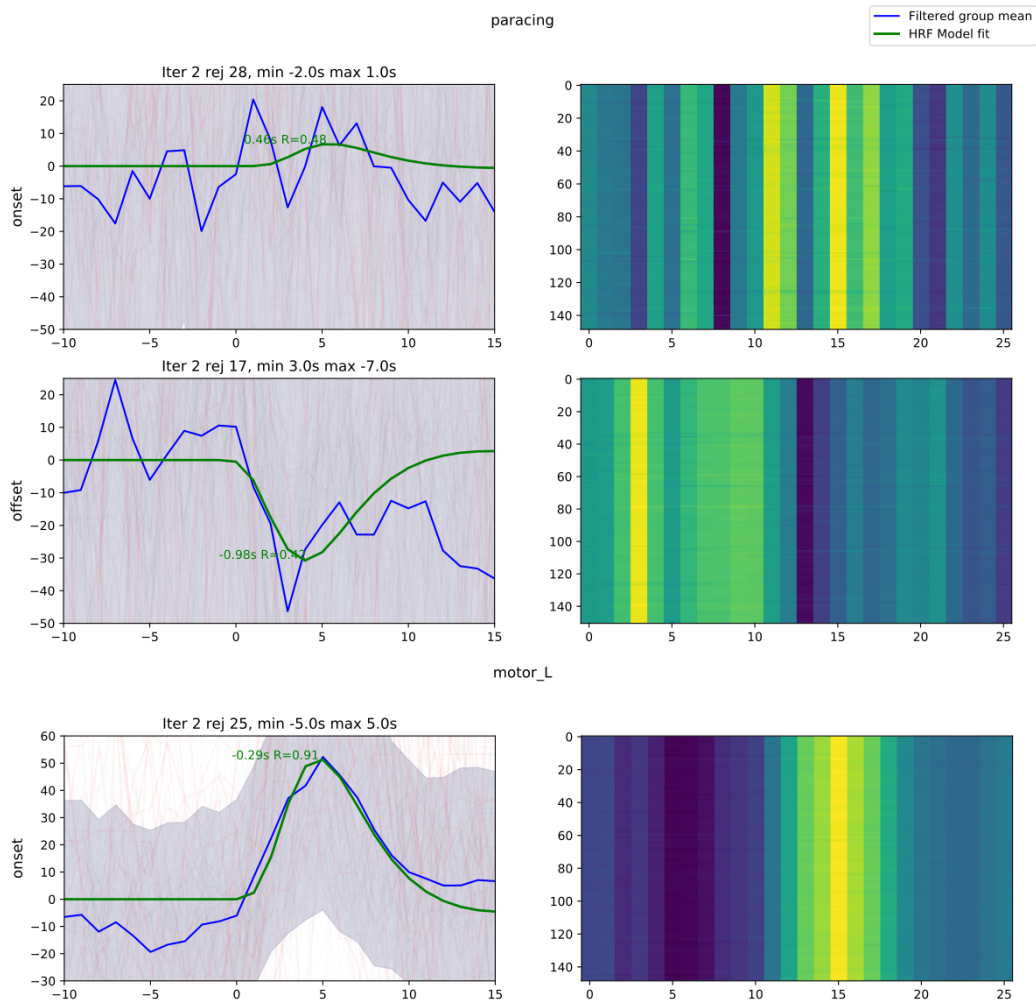 paracing
Filtered group mean
HRF Model fit
Iter 2 rej 28, min -2.0s max 1.0s
onset
20
10
0
−10
−20
−30
−40
−50
0.46s R=0.48
−10 −5 0 5 10 15
0
20
40
60
80
100
120
140
0 5 10 15 20 25
Iter 2 rej 17, min 3.0s max -7.0s
offset
20
10
0
−10
−20
−30
−40
−50
-0.98s R=0.47
−10 −5 0 5 10 15
0
20
40
60
80
100
120
140
0 5 10 15 20 25
motor_L
Iter 2 rej 25, min -5.0s max 5.0s
onset
60
50
40
30
20
10
0
−10
−20
−30
-0.29s R=0.91
−10 −5 0 5 10 15
0
20
40
60
80
100
120
140
0 5 10 15 20 25